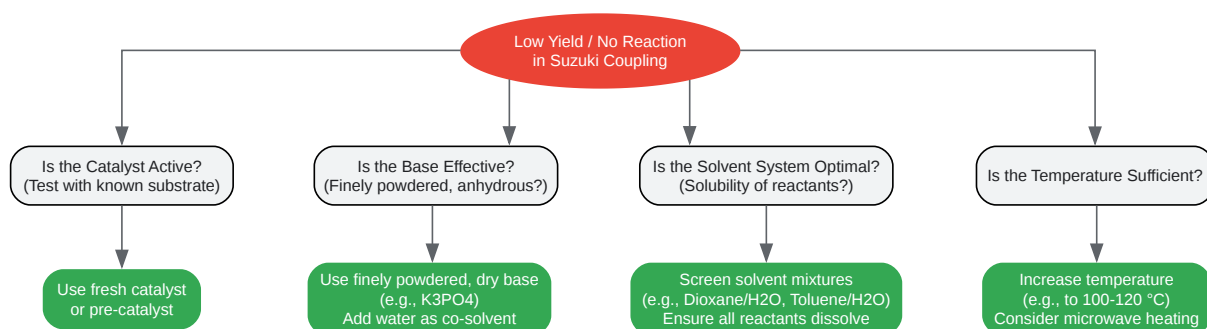 Low Yield / No Reaction
in Suzuki Coupling
Is the Catalyst Active?
(Test with known substrate)
Is the Base Effective?
(Finely powdered, anhydrous?)
Is the Solvent System Optimal?
(Solubility of reactants?)
Is the Temperature Sufficient?
Use fresh catalyst
or pre-catalyst
Use finely powdered, dry base
(e.g., K3PO4)
Add water as co-solvent
Screen solvent mixtures
(e.g., Dioxane/H2O, Toluene/H2O)
Ensure all reactants dissolve
Increase temperature
(e.g., to 100-120 °C)
Consider microwave heating